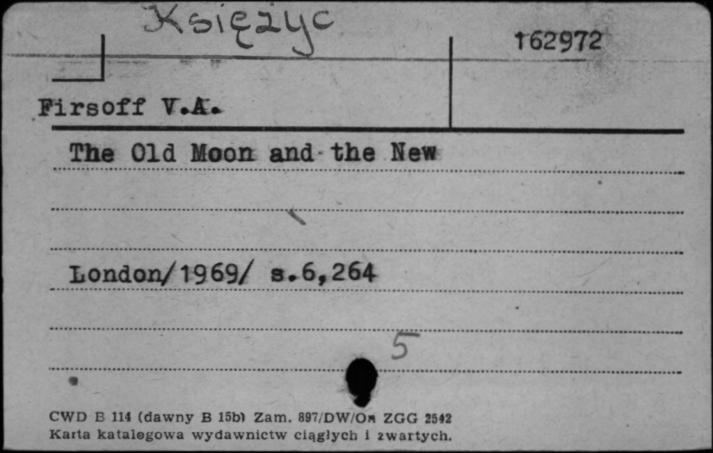 Księżyc
162972
Firsoff V.A.
The Old Moon and the New
London/1969/ s.6,264
5
CWD B 114 (dawny B 15b) Zam. 897/DW/On ZGG 2542
Karta katalogowa wydawnictw ciągłych i zwartych.